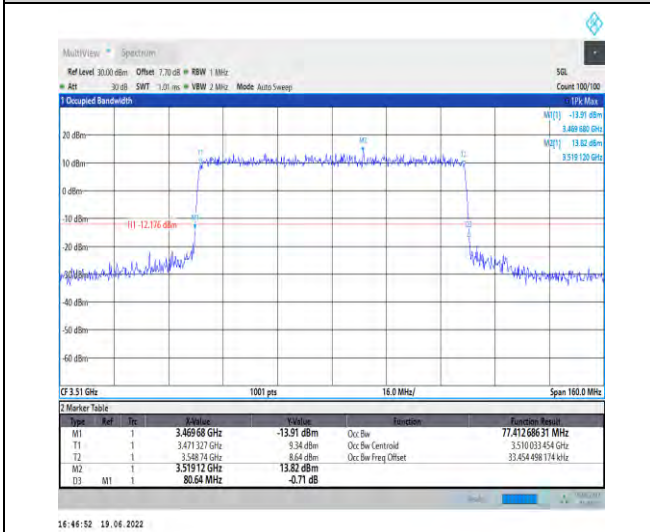 MultiView Spectrum
Ref Level 30.00 dBm Offset 7.70 dB RBW 1 MHz SGL
Att 30 dB SWT 1.01 ms VBW 2 MHz Mode Auto Sweep Count 100/100
1 Occupied Bandwidth 1Pk Max
M1[1] -13.91 dBm
3.469 680 GHz
M2[1] 13.82 dBm
3.519 120 GHz
20 dBm
M2
T1 T2
10 dBm
0 dBm
-10 dBm
M1
H1 -12.176 dBm
-20 dBm
-30 dBm
-40 dBm
-50 dBm
-60 dBm
CF 3.51 GHz 1001 pts 16.0 MHz/ Span 160.0 MHz
2 Marker Table
Type Ref Trc X-Value Y-Value Function Function Result
M1 1 3.469 68 GHz -13.91 dBm Occ Bw 77.412 686 31 MHz
T1 1 3.471 327 GHz 9.34 dBm Occ Bw Centroid 3.510 033 454 GHz
T2 1 3.548 74 GHz 8.64 dBm Occ Bw Freq Offset 33.454 498 174 kHz
M2 1 3.519 12 GHz 13.82 dBm
D3 M1 1 80.64 MHz -0.71 dB
16:46:52 19.06.2022